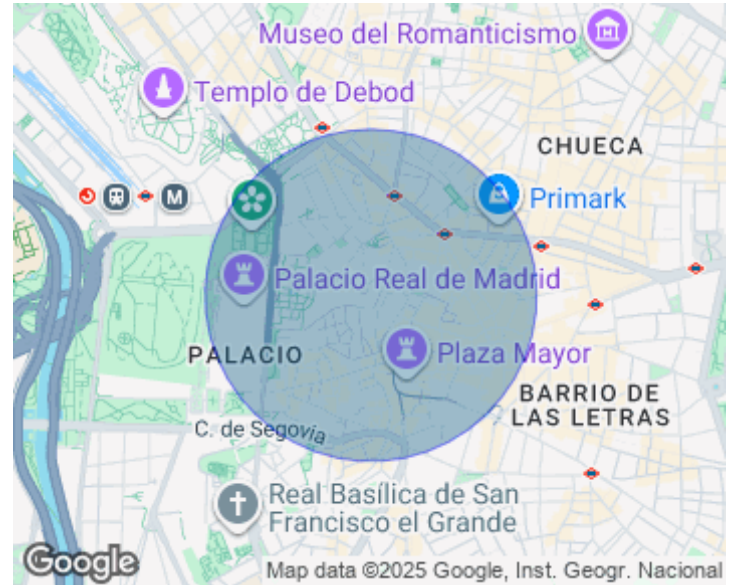 Museo del Romanticismo
Templo de Debod
CHUECA
M
Primark
Palacio Real de Madrid
PALACIO
Plaza Mayor
BARRIO DE
LAS LETRAS
C. de Segovia
Real Basílica de San
Francisco el Grande
Google
Map data ©2025 Google, Inst. Geogr. Nacional